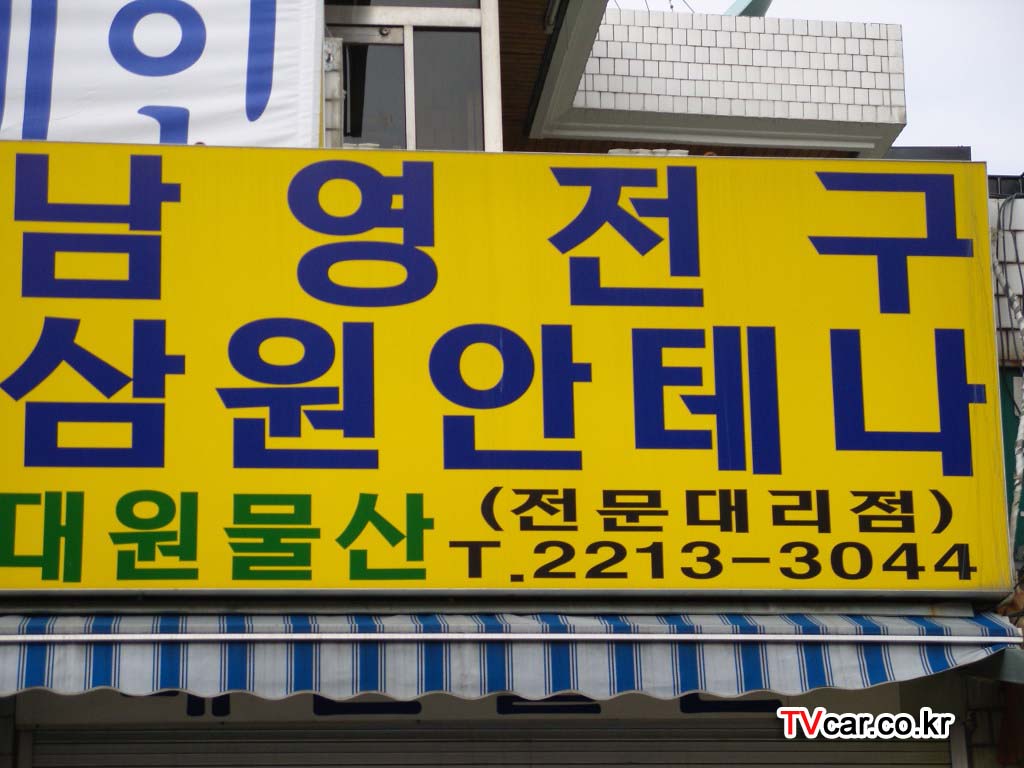 남영전구
삼원안테나
대원물산 (전문대리점)
T.2213-3044
TVcar.co.kr